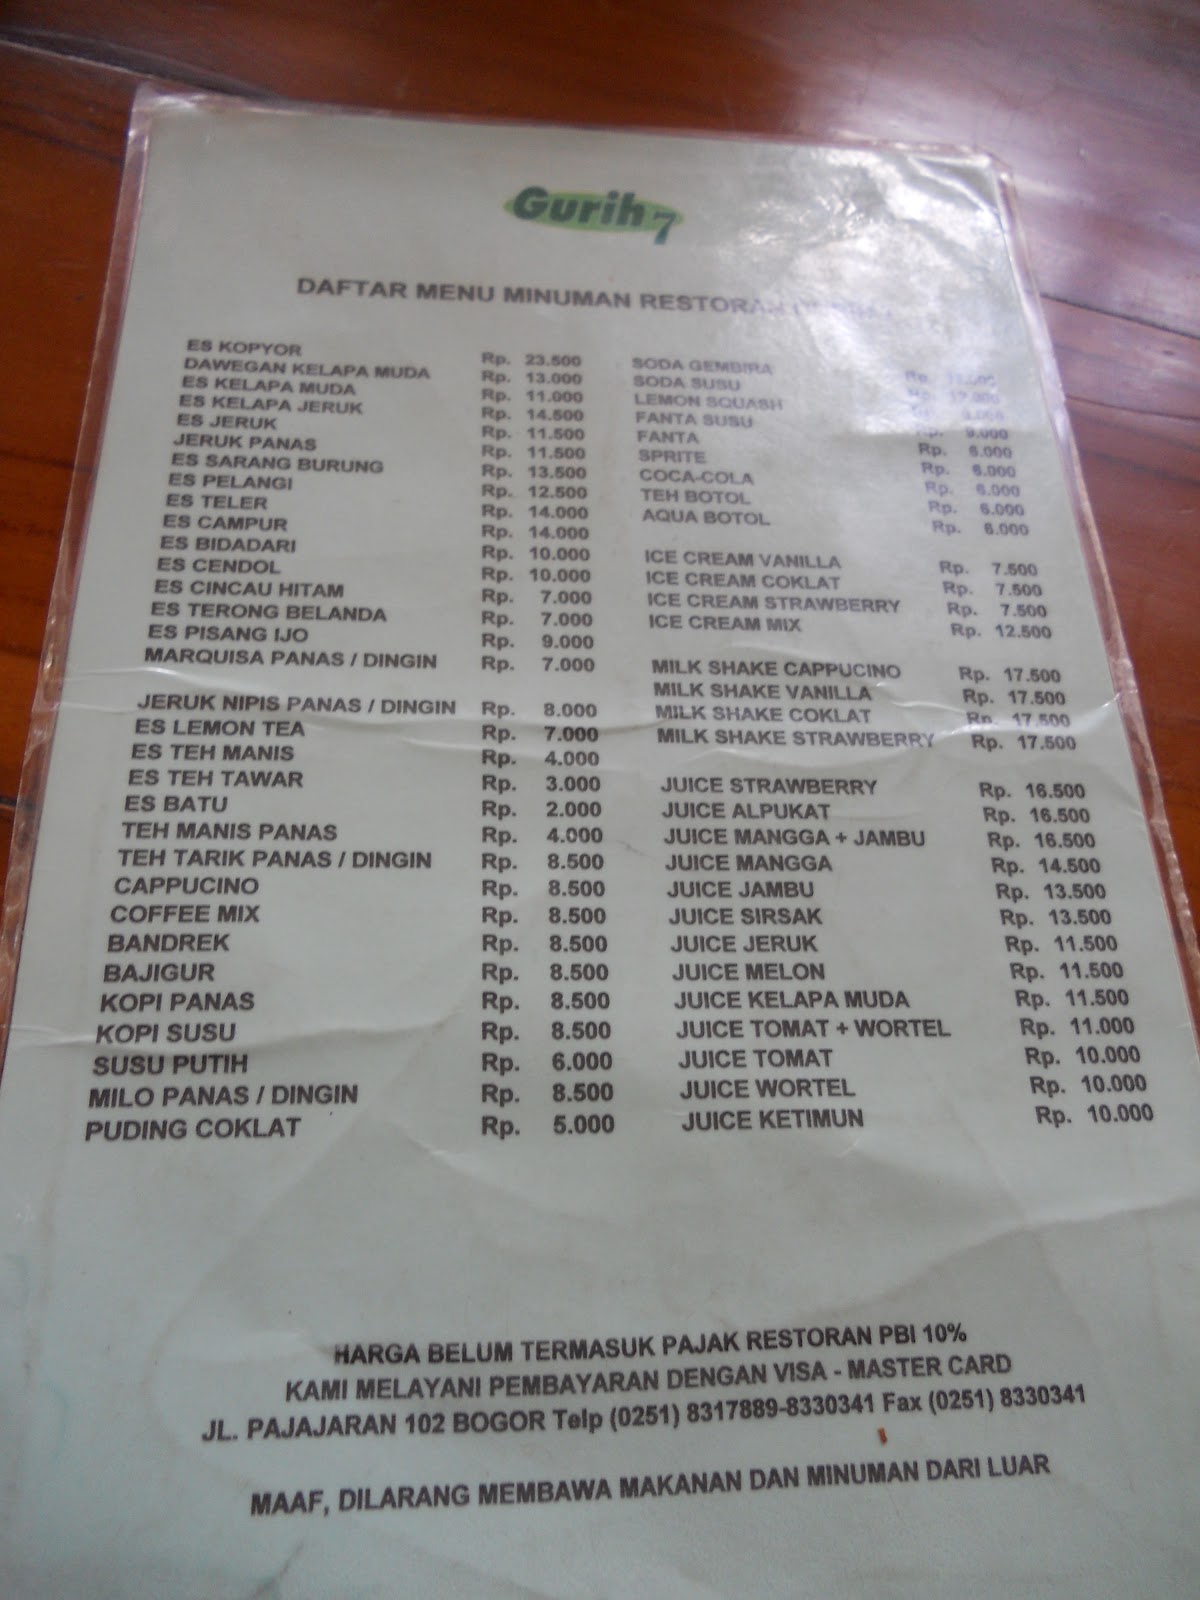 Gurih 7
DAFTAR MENU MINUMAN RESTORAN
ES KOPYOR Rp. 23.500
DAWEGAN KELAPA MUDA Rp. 13.000
ES KELAPA MUDA Rp. 11.000
ES KELAPA JERUK Rp. 14.500
ES JERUK Rp. 11.500
JERUK PANAS Rp. 11.500
ES SARANG BURUNG Rp. 13.500
ES PELANGI Rp. 12.500
ES TELER Rp. 14.000
ES CAMPUR Rp. 14.000
ES BIDADARI Rp. 10.000
ES CENDOL Rp. 10.000
ES CINCAU HITAM Rp. 7.000
ES TERONG BELANDA Rp. 7.000
ES PISANG IJO Rp. 9.000
MARQUISA PANAS / DINGIN Rp. 7.000
JERUK NIPIS PANAS / DINGIN Rp. 8.000
ES LEMON TEA Rp. 7.000
ES TEH MANIS Rp. 4.000
ES TEH TAWAR Rp. 3.000
ES BATU Rp. 2.000
TEH MANIS PANAS Rp. 4.000
TEH TARIK PANAS / DINGIN Rp. 8.500
CAPPUCINO Rp. 8.500
COFFEE MIX Rp. 8.500
BANDREK Rp. 8.500
BAJIGUR Rp. 8.500
KOPI PANAS Rp. 8.500
KOPI SUSU Rp. 8.500
SUSU PUTIH Rp. 6.000
MILO PANAS / DINGIN Rp. 8.500
PUDING COKLAT Rp. 5.000
SODA GEMBIRA Rp.
SODA SUSU Rp.
LEMON SQUASH Rp.
FANTA SUSU Rp. 9.000
FANTA Rp. 6.000
SPRITE Rp. 6.000
COCA-COLA Rp. 6.000
TEH BOTOL Rp. 6.000
AQUA BOTOL Rp. 6.000
ICE CREAM VANILLA Rp. 7.500
ICE CREAM COKLAT Rp. 7.500
ICE CREAM STRAWBERRY Rp. 7.500
ICE CREAM MIX Rp. 12.500
MILK SHAKE CAPPUCINO Rp. 17.500
MILK SHAKE VANILLA Rp. 17.500
MILK SHAKE COKLAT Rp. 17.500
MILK SHAKE STRAWBERRY Rp. 17.500
JUICE STRAWBERRY Rp. 16.500
JUICE ALPUKAT Rp. 16.500
JUICE MANGGA + JAMBU Rp. 16.500
JUICE MANGGA Rp. 14.500
JUICE JAMBU Rp. 13.500
JUICE SIRSAK Rp. 13.500
JUICE JERUK Rp. 11.500
JUICE MELON Rp. 11.500
JUICE KELAPA MUDA Rp. 11.500
JUICE TOMAT + WORTEL Rp. 11.000
JUICE TOMAT Rp. 10.000
JUICE WORTEL Rp. 10.000
JUICE KETIMUN Rp. 10.000
HARGA BELUM TERMASUK PAJAK RESTORAN PBI 10%
KAMI MELAYANI PEMBAYARAN DENGAN VISA - MASTER CARD
JL. PAJAJARAN 102 BOGOR Telp (0251) 8317889-8330341 Fax (0251) 8330341
MAAF, DILARANG MEMBAWA MAKANAN DAN MINUMAN DARI LUAR